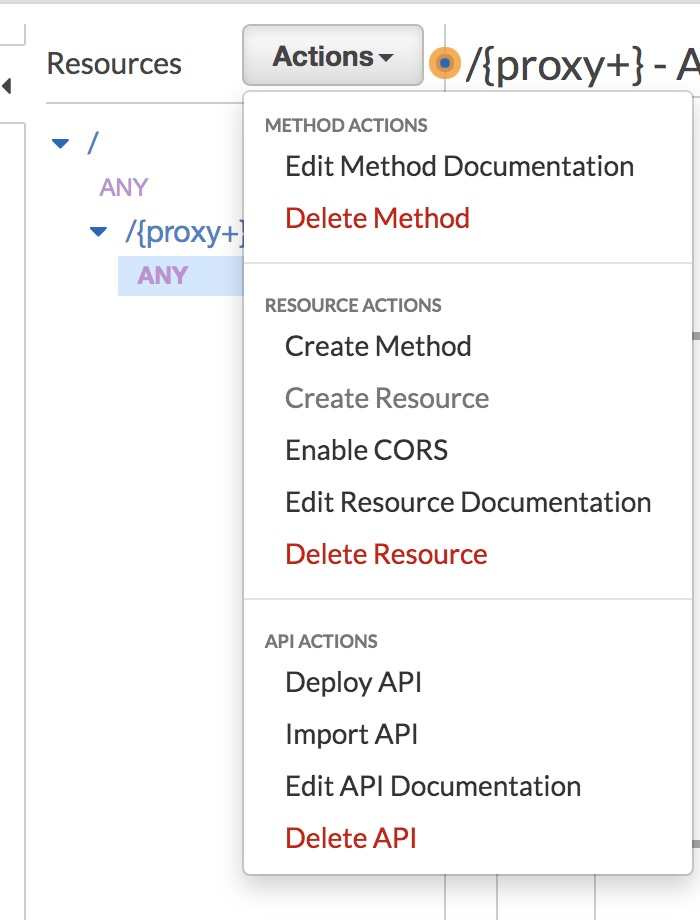 Resources
Actions
/{proxy+} - A
/
ANY
/{proxy+}
ANY
METHOD ACTIONS
Edit Method Documentation
Delete Method
RESOURCE ACTIONS
Create Method
Create Resource
Enable CORS
Edit Resource Documentation
Delete Resource
API ACTIONS
Deploy API
Import API
Edit API Documentation
Delete API